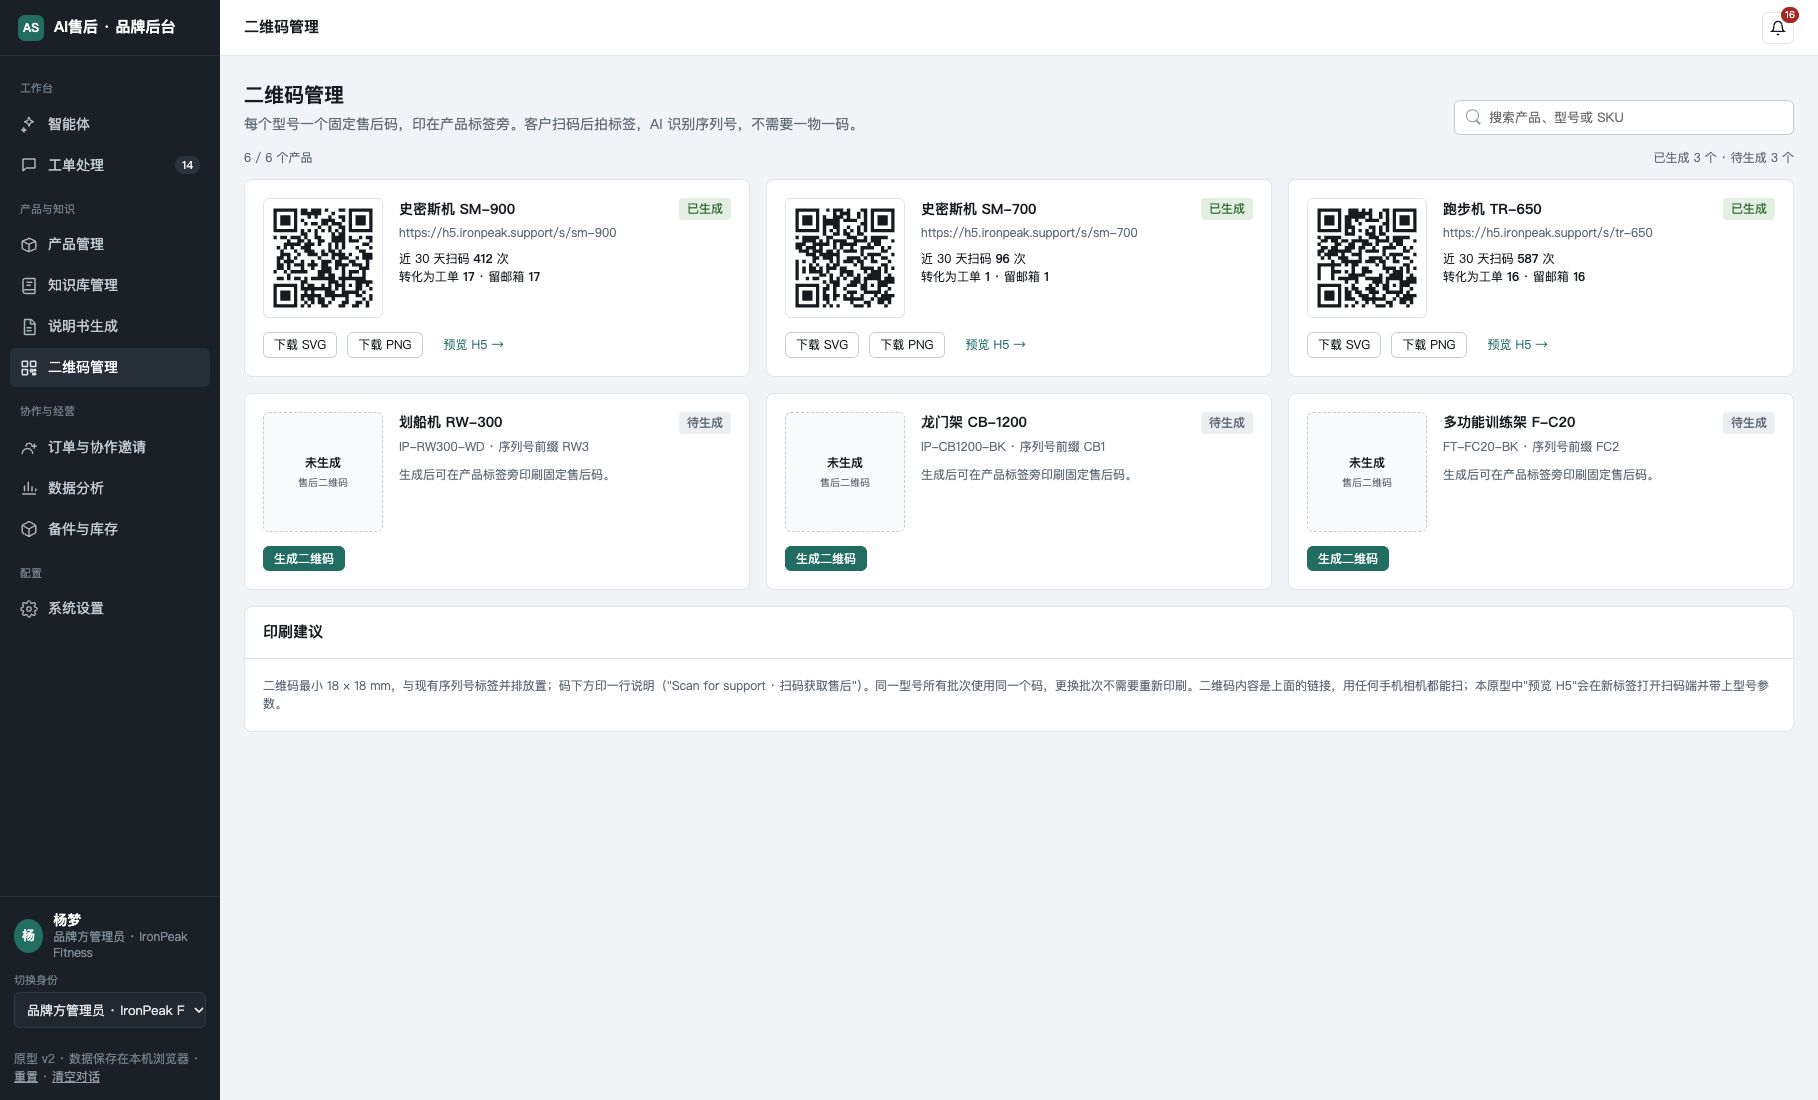 AS AI售后 · 品牌后台
工作台
智能体
工单处理 14
产品与知识
产品管理
知识库管理
说明书生成
二维码管理
协作与经营
订单与协作邀请
数据分析
备件与库存
配置
系统设置
杨
杨梦
品牌方管理员 · IronPeak
Fitness
切换身份
品牌方管理员 · IronPeak F
原型 v2 · 数据保存在本机浏览器 ·
重置 · 清空对话
二维码管理
16
二维码管理
每个型号一个固定售后码，印在产品标签旁。客户扫码后拍标签，AI 识别序列号，不需要一物一码。
搜索产品、型号或 SKU
6 / 6 个产品
已生成 3 个 · 待生成 3 个
史密斯机 SM-900
已生成
https://h5.ironpeak.support/s/sm-900
近 30 天扫码 412 次
转化为工单 17 · 留邮箱 17
下载 SVG 下载 PNG 预览 H5 →
史密斯机 SM-700
已生成
https://h5.ironpeak.support/s/sm-700
近 30 天扫码 96 次
转化为工单 1 · 留邮箱 1
下载 SVG 下载 PNG 预览 H5 →
跑步机 TR-650
已生成
https://h5.ironpeak.support/s/tr-650
近 30 天扫码 587 次
转化为工单 16 · 留邮箱 16
下载 SVG 下载 PNG 预览 H5 →
未生成
售后二维码
划船机 RW-300
待生成
IP-RW300-WD · 序列号前缀 RW3
生成后可在产品标签旁印刷固定售后码。
生成二维码
未生成
售后二维码
龙门架 CB-1200
待生成
IP-CB1200-BK · 序列号前缀 CB1
生成后可在产品标签旁印刷固定售后码。
生成二维码
未生成
售后二维码
多功能训练架 F-C20
待生成
FT-FC20-BK · 序列号前缀 FC2
生成后可在产品标签旁印刷固定售后码。
生成二维码
印刷建议
二维码最小 18 × 18 mm，与现有序列号标签并排放置；码下方印一行说明（"Scan for support · 扫码获取售后"）。同一型号所有批次使用同一个码，更换批次不需要重新印刷。二维码内容是上面的链接，用任何手机相机都能扫；本原型中"预览 H5"会在新标签打开扫码端并带上型号参
数。